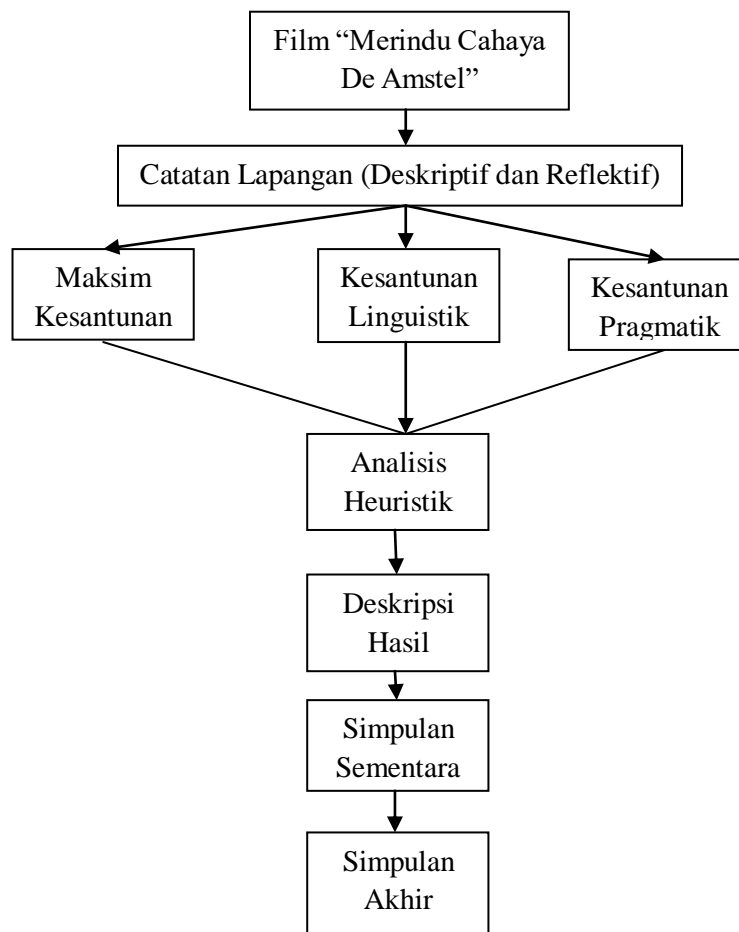 Film “Merindu Cahaya
De Amstel”
Catatan Lapangan (Deskriptif dan Reflektif)
Maksim
Kesantunan
Kesantunan
Linguistik
Kesantunan
Pragmatik
Analisis
Heuristik
Deskripsi
Hasil
Simpulan
Sementara
Simpulan
Akhir